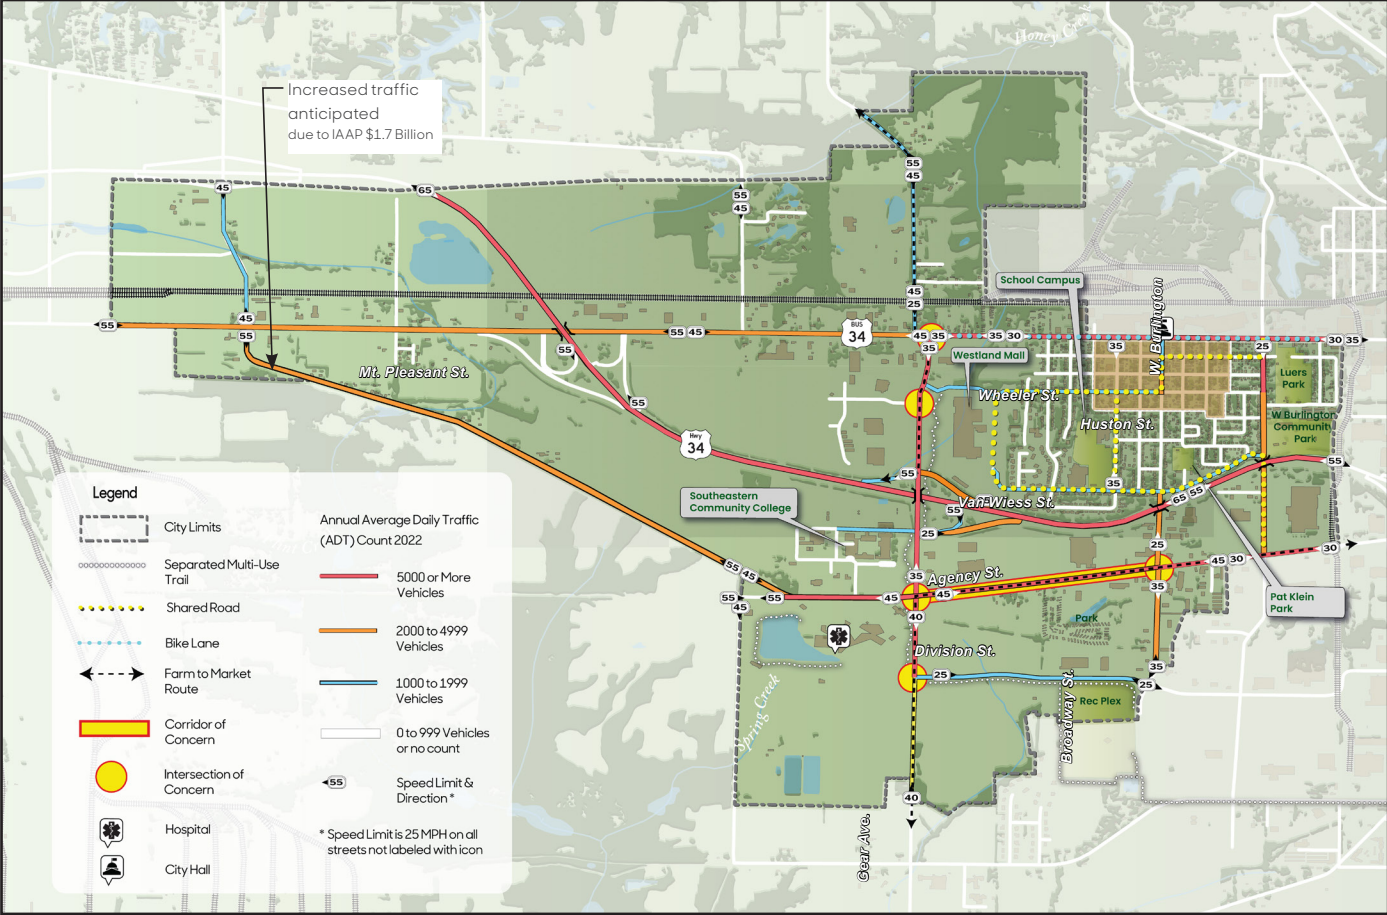 Honey Creek
Increased traffic
anticipated
due to IAAP $1.7 Billion
55
45
45
65
55
45
School Campus
W. Burlington
45
25
45
55
55
55 45
BUS
34
45 35
35
35 30
35
25
30 35
55
Westland Mall
Mt. Pleasant St.
Luers
Park
Wheeler St.
55
W Burlington
Community
Park
Huston St.
Hwy
34
55
55
35
65 55
Southeastern
Community College
Van Wiess St.
55
25
25
30
45 30
55 45
35
Agency St.
35
55
45
55
45
45
40
Pat Klein
Park
Park
Division St.
35
25
25
Rec Plex
Broadway St.
Spring Creek
40
Gear Ave.
Legend
City Limits
Separated Multi-Use
Trail
Shared Road
Bike Lane
Farm to Market
Route
Corridor of
Concern
Intersection of
Concern
Hospital
City Hall
Annual Average Daily Traffic
(ADT) Count 2022
5000 or More
Vehicles
2000 to 4999
Vehicles
1000 to 1999
Vehicles
0 to 999 Vehicles
or no count
55
Speed Limit &
Direction *
* Speed Limit is 25 MPH on all
streets not labeled with icon